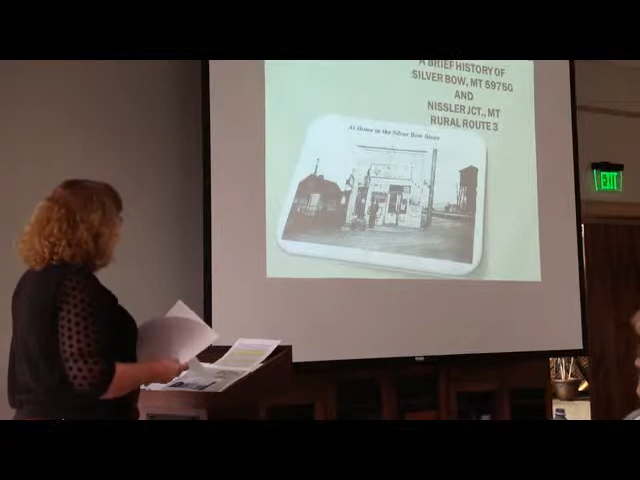 A BRIEF HISTORY OF
SILVER BOW, MT 59750
AND
NISSLER JCT., MT
RURAL ROUTE 3
At Home in the Silver Bow Store
EXIT